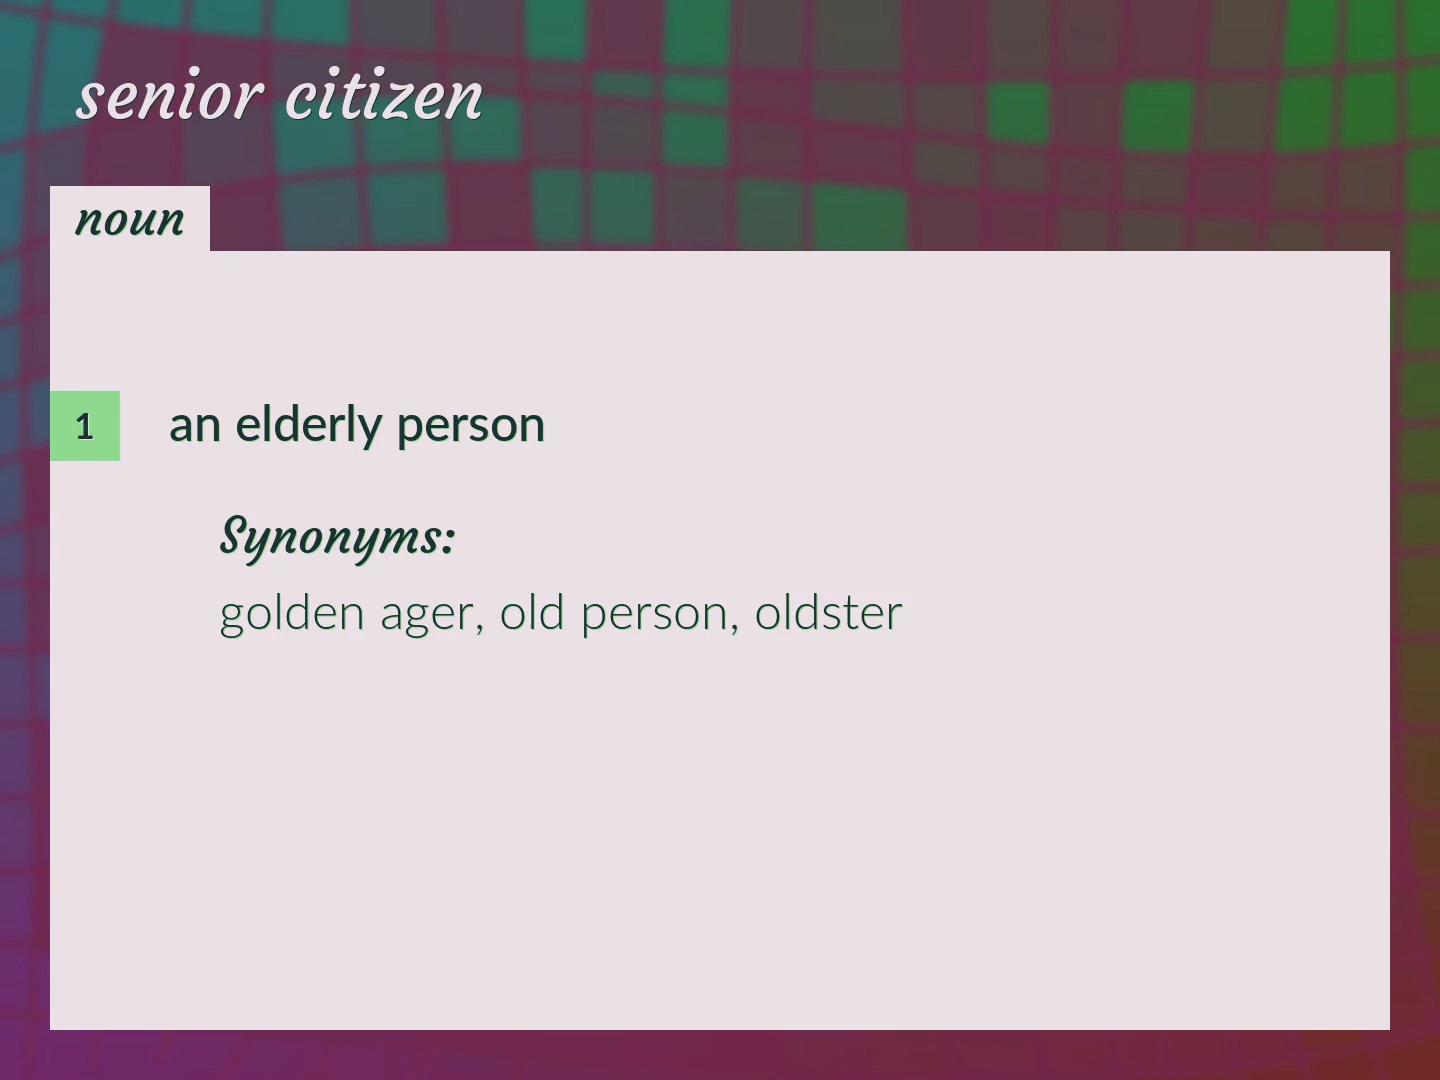 senior citizen
noun
1 an elderly person
Synonyms:
golden ager, old person, oldster